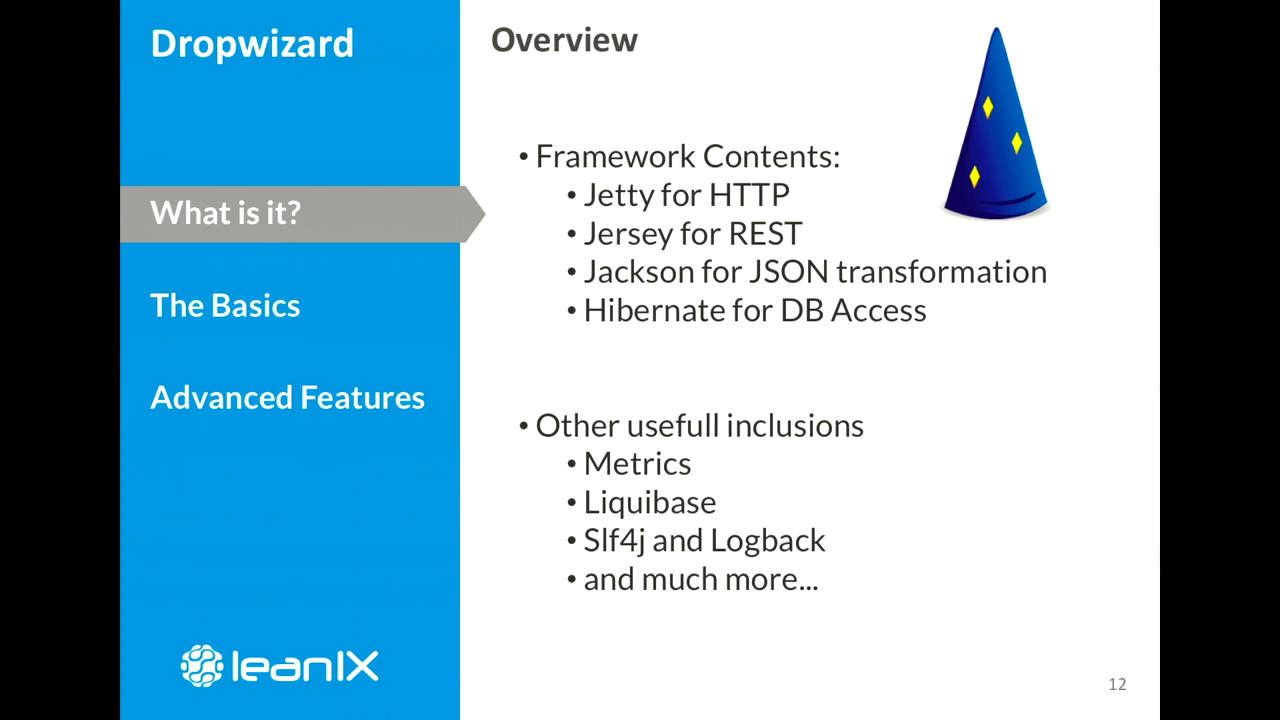 Dropwizard
What is it?
The Basics
Advanced Features
leanIX
Overview
• Framework Contents:
• Jetty for HTTP
• Jersey for REST
• Jackson for JSON transformation
• Hibernate for DB Access
• Other usefull inclusions
• Metrics
• Liquibase
• Slf4j and Logback
• and much more...
12